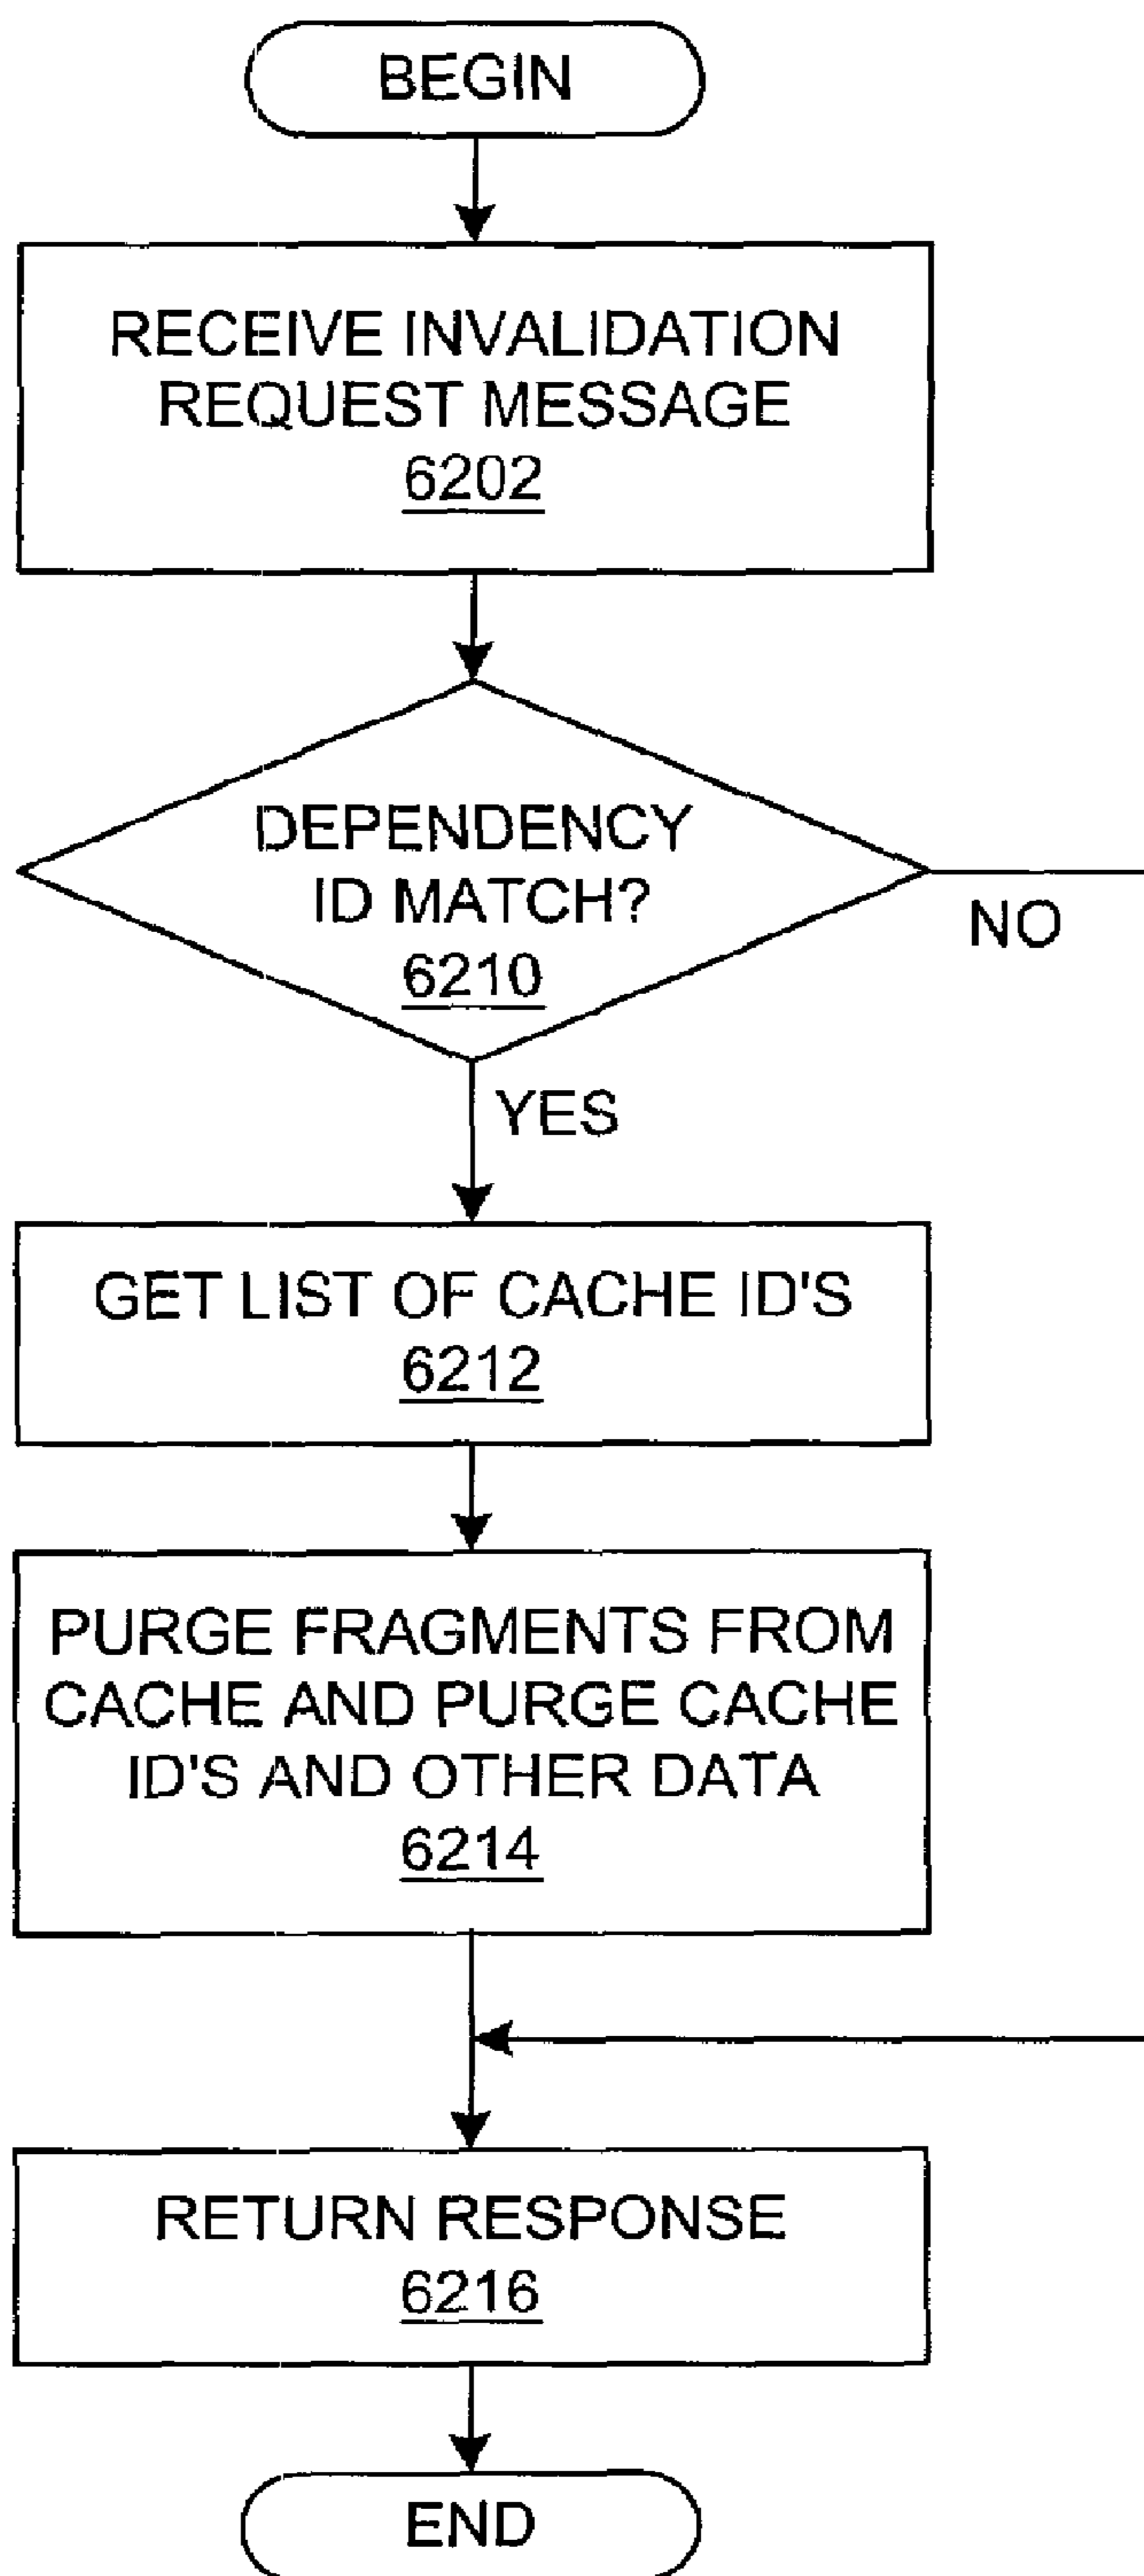 BEGIN
RECEIVE INVALIDATION
REQUEST MESSAGE
6202
DEPENDENCY
ID MATCH?
6210
NO
YES
GET LIST OF CACHE ID'S
6212
PURGE FRAGMENTS FROM
CACHE AND PURGE CACHE
ID'S AND OTHER DATA
6214
RETURN RESPONSE
6216
END